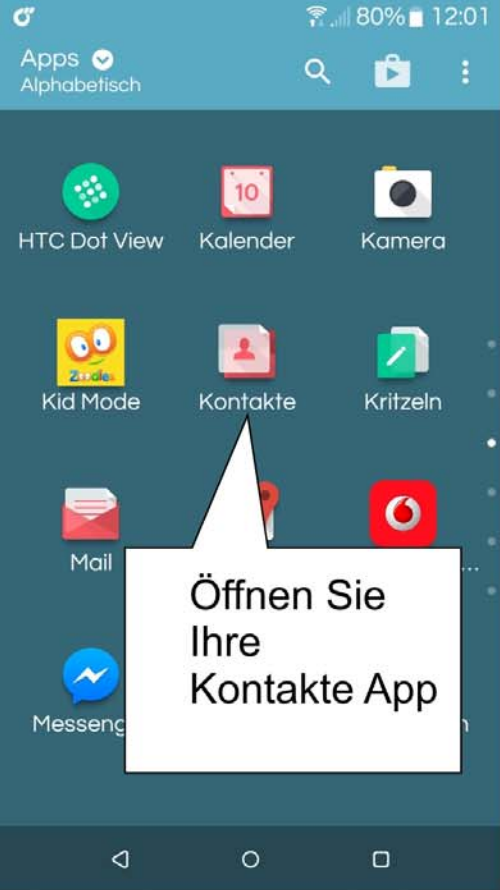 80% 12:01
Apps
Alphabetisch
10
HTC Dot View Kalender Kamera
Zoodles
Kid Mode Kontakte Kritzeln
Mail
Öffnen Sie
Ihre
Kontakte App